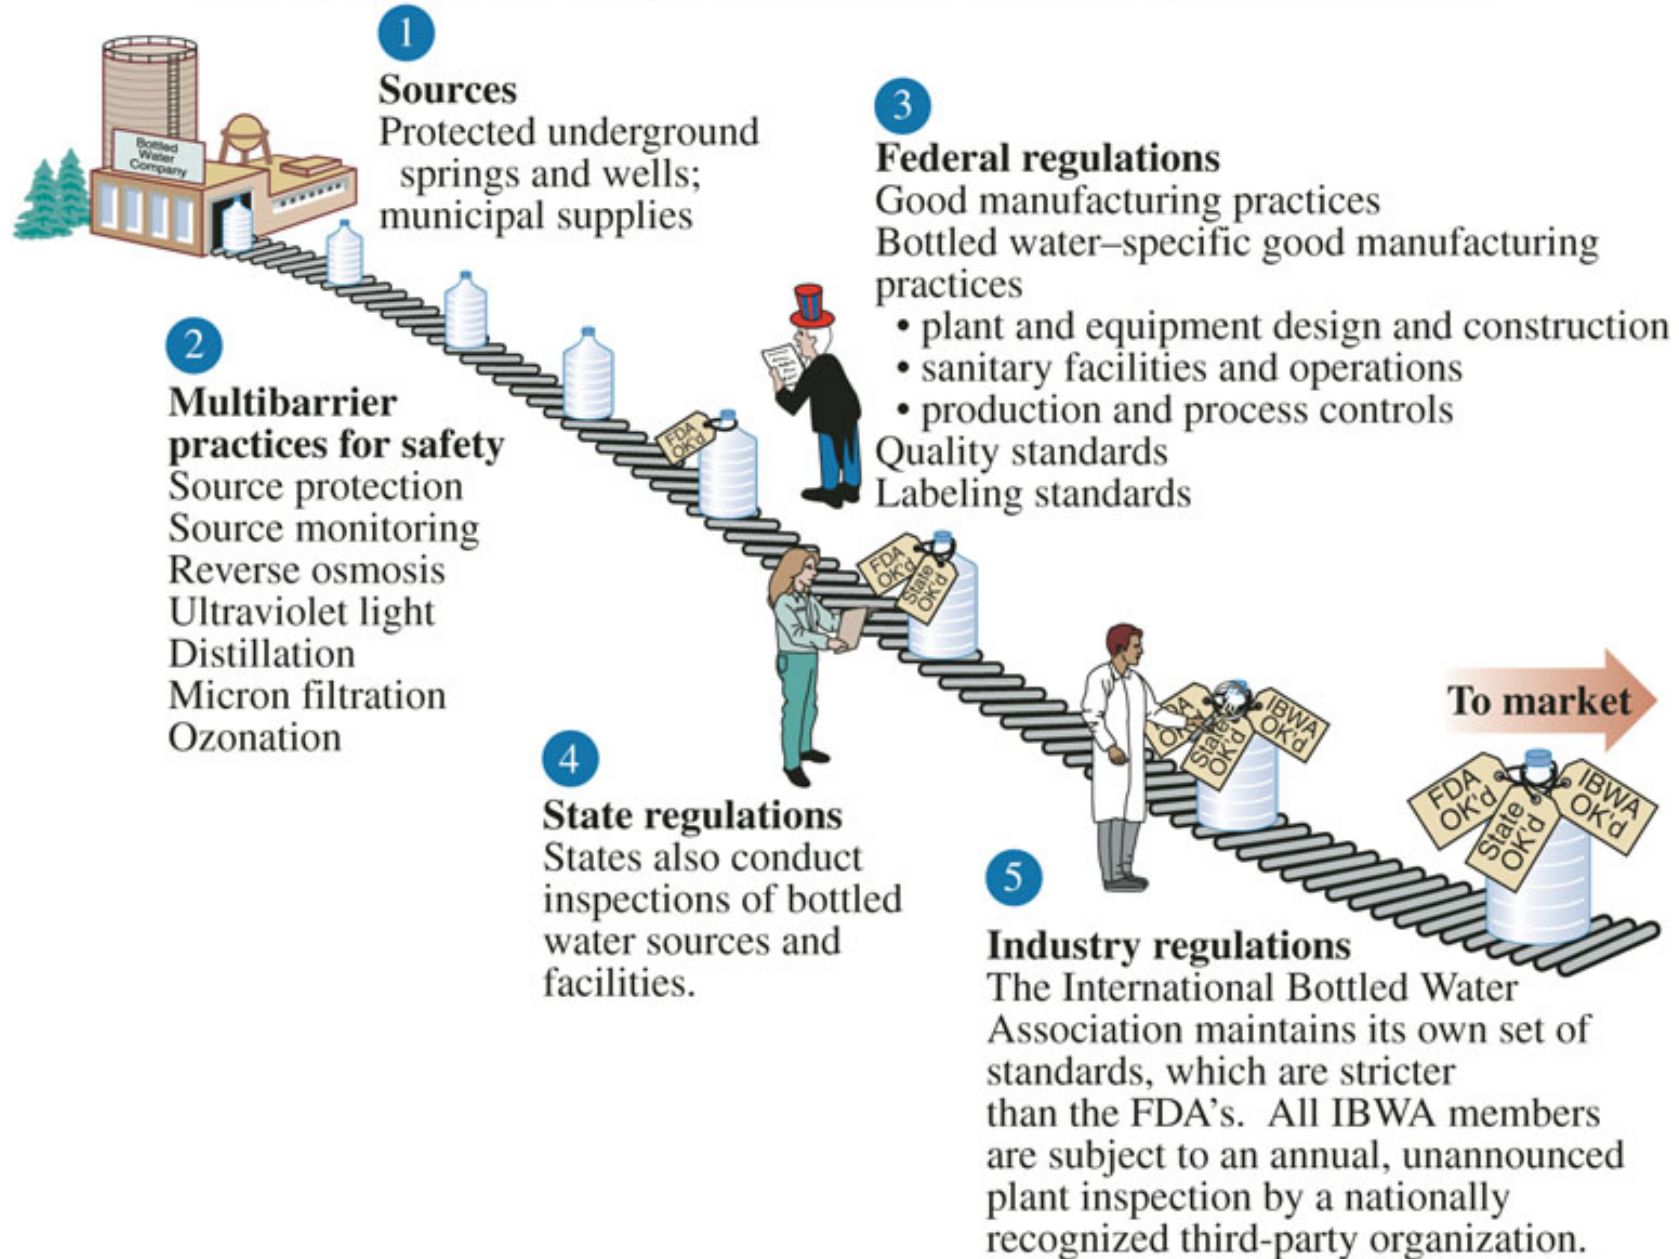 Bottled
Water
Company
1
Sources
Protected underground
springs and wells;
municipal supplies
2
Multibarrier
practices for safety
Source protection
Source monitoring
Reverse osmosis
Ultraviolet light
Distillation
Micron filtration
Ozonation
3
Federal regulations
Good manufacturing practices
Bottled water–specific good manufacturing
practices
• plant and equipment design and construction
• sanitary facilities and operations
• production and process controls
Quality standards
Labeling standards
FDA
OK'd
FDA
OK'd
State
OK'd
4
State regulations
States also conduct
inspections of bottled
water sources and
facilities.
State
OK'd
IBWA
OK'd
To market
FDA
OK'd
State
OK'd
IBWA
OK'd
5
Industry regulations
The International Bottled Water
Association maintains its own set of
standards, which are stricter
than the FDA’s. All IBWA members
are subject to an annual, unannounced
plant inspection by a nationally
recognized third-party organization.